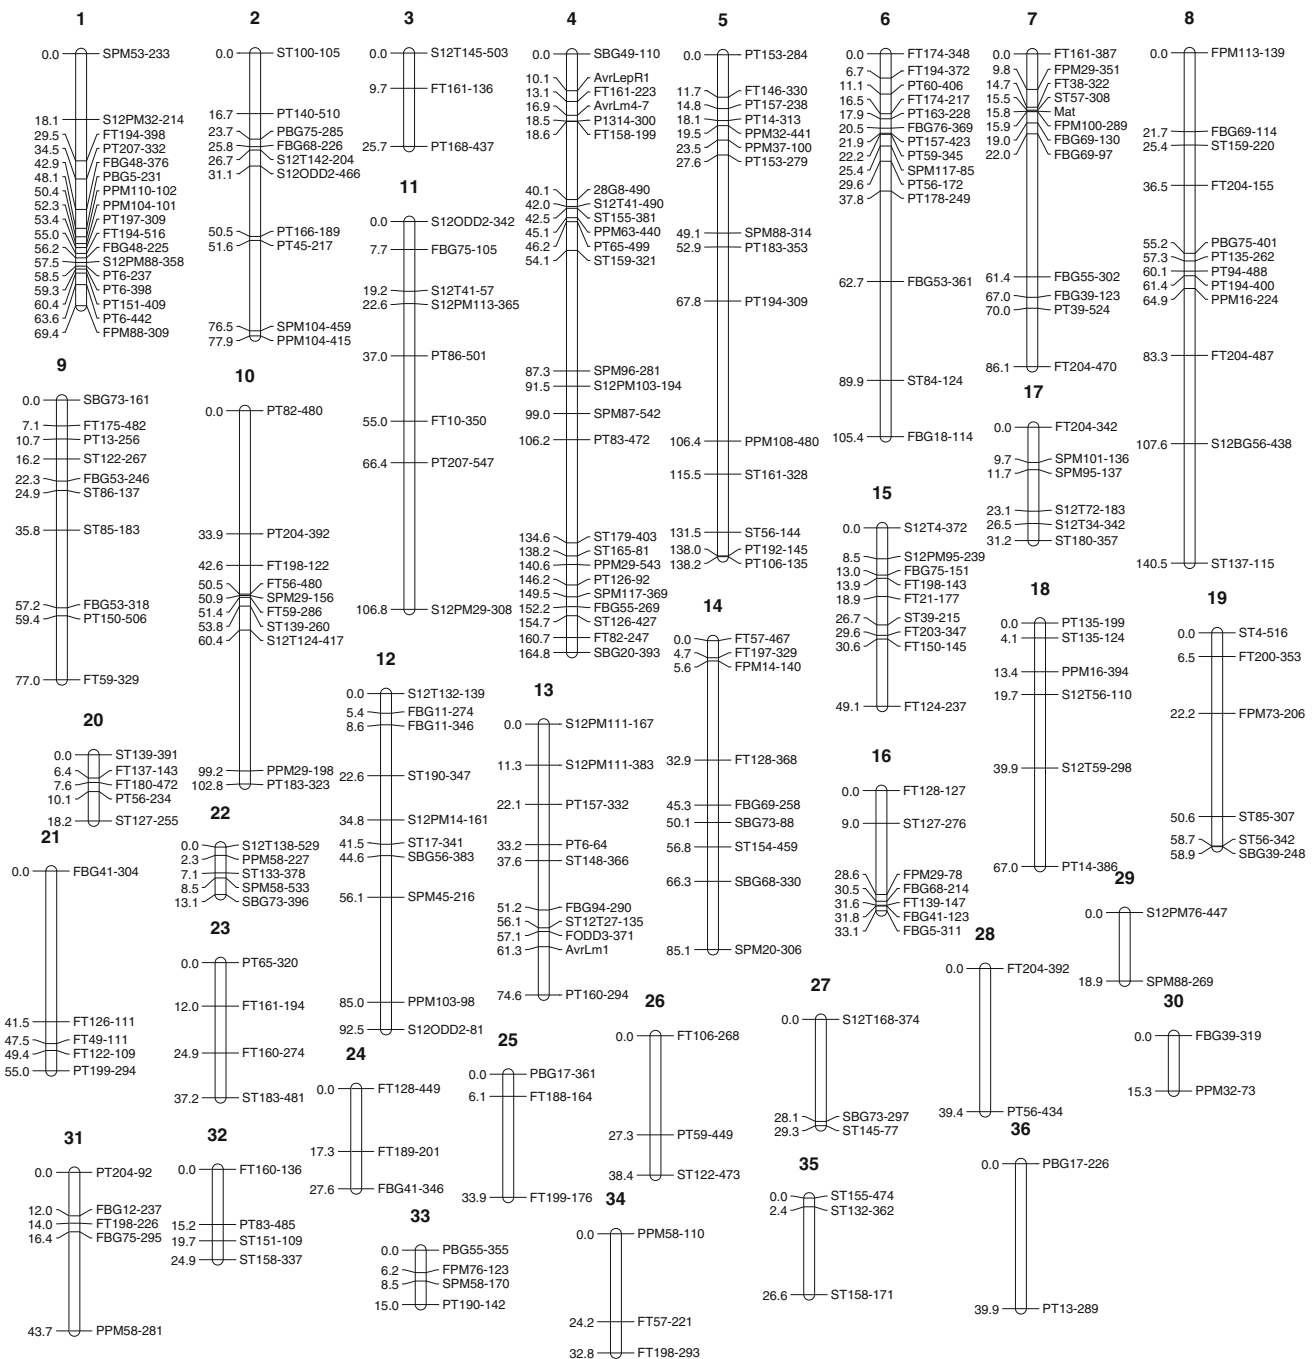 1
0.0 SPM53-233
18.1 S12PM32-214
29.5 FT194-398
34.5 PT207-332
42.9 FBG48-376
48.1 PBG5-231
50.4 PPM110-102
52.3 PPM104-101
53.4 PT197-309
55.0 FT194-516
56.2 FBG48-225
57.5 S12PM88-358
58.5 PT6-237
59.3 PT6-398
60.4 PT151-409
63.6 PT6-442
69.4 FPM88-309
2
0.0 ST100-105
16.7 PT140-510
23.7 PBG75-285
25.8 FBG68-226
26.7 S12T142-204
31.1 S12ODD2-466
50.5 PT166-189
51.6 PT45-217
76.5 SPM104-459
77.9 PPM104-415
3
0.0 S12T145-503
9.7 FT161-136
25.7 PT168-437
4
0.0 SBG49-110
10.1 AvrLepR1
13.1 FT161-223
16.9 AvrLm4-7
18.5 P1314-300
18.6 FT158-199
40.1 28G8-490
42.0 S12T41-490
42.5 ST155-381
45.1 PPM63-440
46.2 PT65-499
54.1 ST159-321
87.3 SPM96-281
91.5 S12PM103-194
99.0 SPM87-542
106.2 PT83-472
134.6 ST179-403
138.2 ST165-81
140.6 PPM29-543
146.2 PT126-92
149.5 SPM117-369
152.2 FBG55-269
154.7 ST126-427
160.7 FT82-247
164.8 SBG20-393
5
0.0 PT153-284
11.7 FT146-330
14.8 PT157-238
18.1 PT14-313
19.5 PPM32-441
23.5 PPM37-100
27.6 PT153-279
49.1 SPM88-314
52.9 PT183-353
67.8 PT194-309
106.4 PPM108-480
115.5 ST161-328
131.5 ST56-144
138.0 PT192-145
138.2 PT106-135
6
0.0 FT174-348
6.7 FT194-372
11.1 PT60-406
16.5 FT174-217
17.9 PT163-228
20.5 FBG76-369
21.9 PT157-423
22.2 PT59-345
25.4 SPM117-85
29.6 PT56-172
37.8 PT178-249
62.7 FBG53-361
89.9 ST84-124
105.4 FBG18-114
7
0.0 FT161-387
9.8 FPM29-351
14.7 FT38-322
15.5 ST57-308
15.8 Mat
15.9 FPM100-289
19.0 FBG69-130
22.0 FBG69-97
61.4 FBG55-302
67.0 FBG39-123
70.0 PT39-524
86.1 FT204-470
8
0.0 FPM113-139
21.7 FBG69-114
25.4 ST159-220
36.5 FT204-155
55.2 PBG75-401
57.3 PT135-262
60.1 PT94-488
61.4 PT194-400
64.9 PPM16-224
83.3 FT204-487
107.6 S12BG56-438
140.5 ST137-115
9
0.0 SBG73-161
7.1 FT175-482
10.7 PT13-256
16.2 ST122-267
22.3 FBG53-246
24.9 ST86-137
35.8 ST85-183
57.2 FBG53-318
59.4 PT150-506
77.0 FT59-329
10
0.0 PT82-480
33.9 PT204-392
42.6 FT198-122
50.5 FT56-480
50.9 SPM29-156
51.4 FT59-286
53.8 ST139-260
60.4 S12T124-417
99.2 PPM29-198
102.8 PT183-323
11
0.0 S12ODD2-342
7.7 FBG75-105
19.2 S12T41-57
22.6 S12PM113-365
37.0 PT86-501
55.0 FT10-350
66.4 PT207-547
106.8 S12PM29-308
12
0.0 S12T132-139
5.4 FBG11-274
8.6 FBG11-346
22.6 ST190-347
34.8 S12PM14-161
41.5 ST17-341
44.6 SBG56-383
56.1 SPM45-216
85.0 PPM103-98
92.5 S12ODD2-81
13
0.0 S12PM111-167
11.3 S12PM111-383
22.1 PT157-332
33.2 PT6-64
37.6 ST148-366
51.2 FBG94-290
56.1 ST12T27-135
57.1 FODD3-371
61.3 AvrLm1
74.6 PT160-294
14
0.0 FT57-467
4.7 FT197-329
5.6 FPM14-140
32.9 FT128-368
45.3 FBG69-258
50.1 SBG73-88
56.8 ST154-459
66.3 SBG68-330
85.1 SPM20-306
15
0.0 S12T4-372
8.5 S12PM95-239
13.0 FBG75-151
13.9 FT198-143
18.9 FT21-177
26.7 ST39-215
29.6 FT203-347
30.6 FT150-145
49.1 FT124-237
16
0.0 FT128-127
9.0 ST127-276
28.6 FPM29-78
30.5 FBG68-214
31.6 FT139-147
31.8 FBG41-123
33.1 FBG5-311
17
0.0 FT204-342
9.7 SPM101-136
11.7 SPM95-137
23.1 S12T72-183
26.5 S12T34-342
31.2 ST180-357
18
0.0 PT135-199
4.1 ST135-124
13.4 PPM16-394
19.7 S12T56-110
39.9 S12T59-298
67.0 PT14-386
19
0.0 ST4-516
6.5 FT200-353
22.2 FPM73-206
50.6 ST85-307
58.7 ST56-342
58.9 SBG39-248
20
0.0 ST139-391
6.4 FT137-143
7.6 FT180-472
10.1 PT56-234
18.2 ST127-255
21
0.0 FBG41-304
41.5 FT126-111
47.5 FT49-111
49.4 FT122-109
55.0 PT199-294
22
0.0 S12T138-529
2.3 PPM58-227
7.1 ST133-378
8.5 SPM58-533
13.1 SBG73-396
23
0.0 PT65-320
12.0 FT161-194
24.9 FT160-274
37.2 ST183-481
24
0.0 FT128-449
17.3 FT189-201
27.6 FBG41-346
25
0.0 PBG17-361
6.1 FT188-164
33.9 FT199-176
26
0.0 FT106-268
27.3 PT59-449
38.4 ST122-473
27
0.0 S12T168-374
28.1 SBG73-297
29.3 ST145-77
28
0.0 FT204-392
39.4 PT56-434
29
0.0 S12PM76-447
18.9 SPM88-269
30
0.0 FBG39-319
15.3 PPM32-73
31
0.0 PT204-92
12.0 FBG12-237
14.0 FT198-226
16.4 FBG75-295
43.7 PPM58-281
32
0.0 FT160-136
15.2 PT83-485
19.7 ST151-109
24.9 ST158-337
33
0.0 PBG55-355
6.2 FPM76-123
8.5 SPM58-170
15.0 PT190-142
34
0.0 PPM58-110
24.2 FT57-221
32.8 FT198-293
35
0.0 ST155-474
2.4 ST132-362
26.6 ST158-171
36
0.0 PBG17-226
39.9 PT13-289